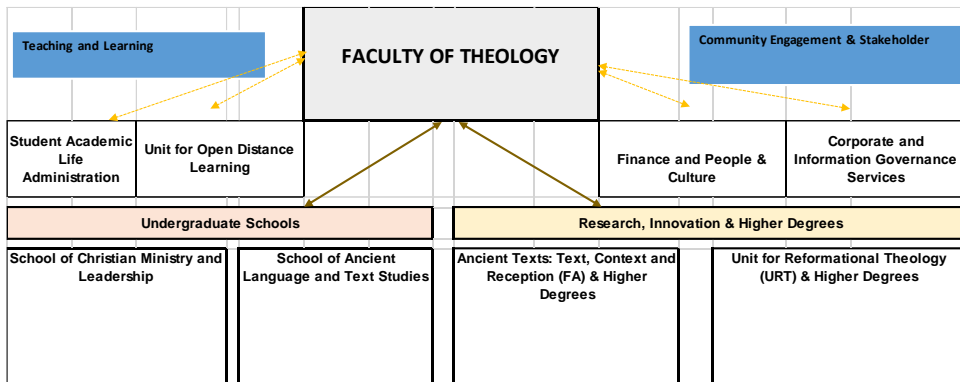 Teaching and Learning
FACULTY OF THEOLOGY
Community Engagement & Stakeholder
Student Academic
Life
Administration
Unit for Open Distance
Learning
Finance and People &
Culture
Corporate and
Information Governance
Services
Undergraduate Schools
Research, Innovation & Higher Degrees
School of Christian Ministry and
Leadership
School of Ancient
Language and Text Studies
Ancient Texts: Text, Context and
Reception (FA) & Higher
Degrees
Unit for Reformational Theology
(URT) & Higher Degrees